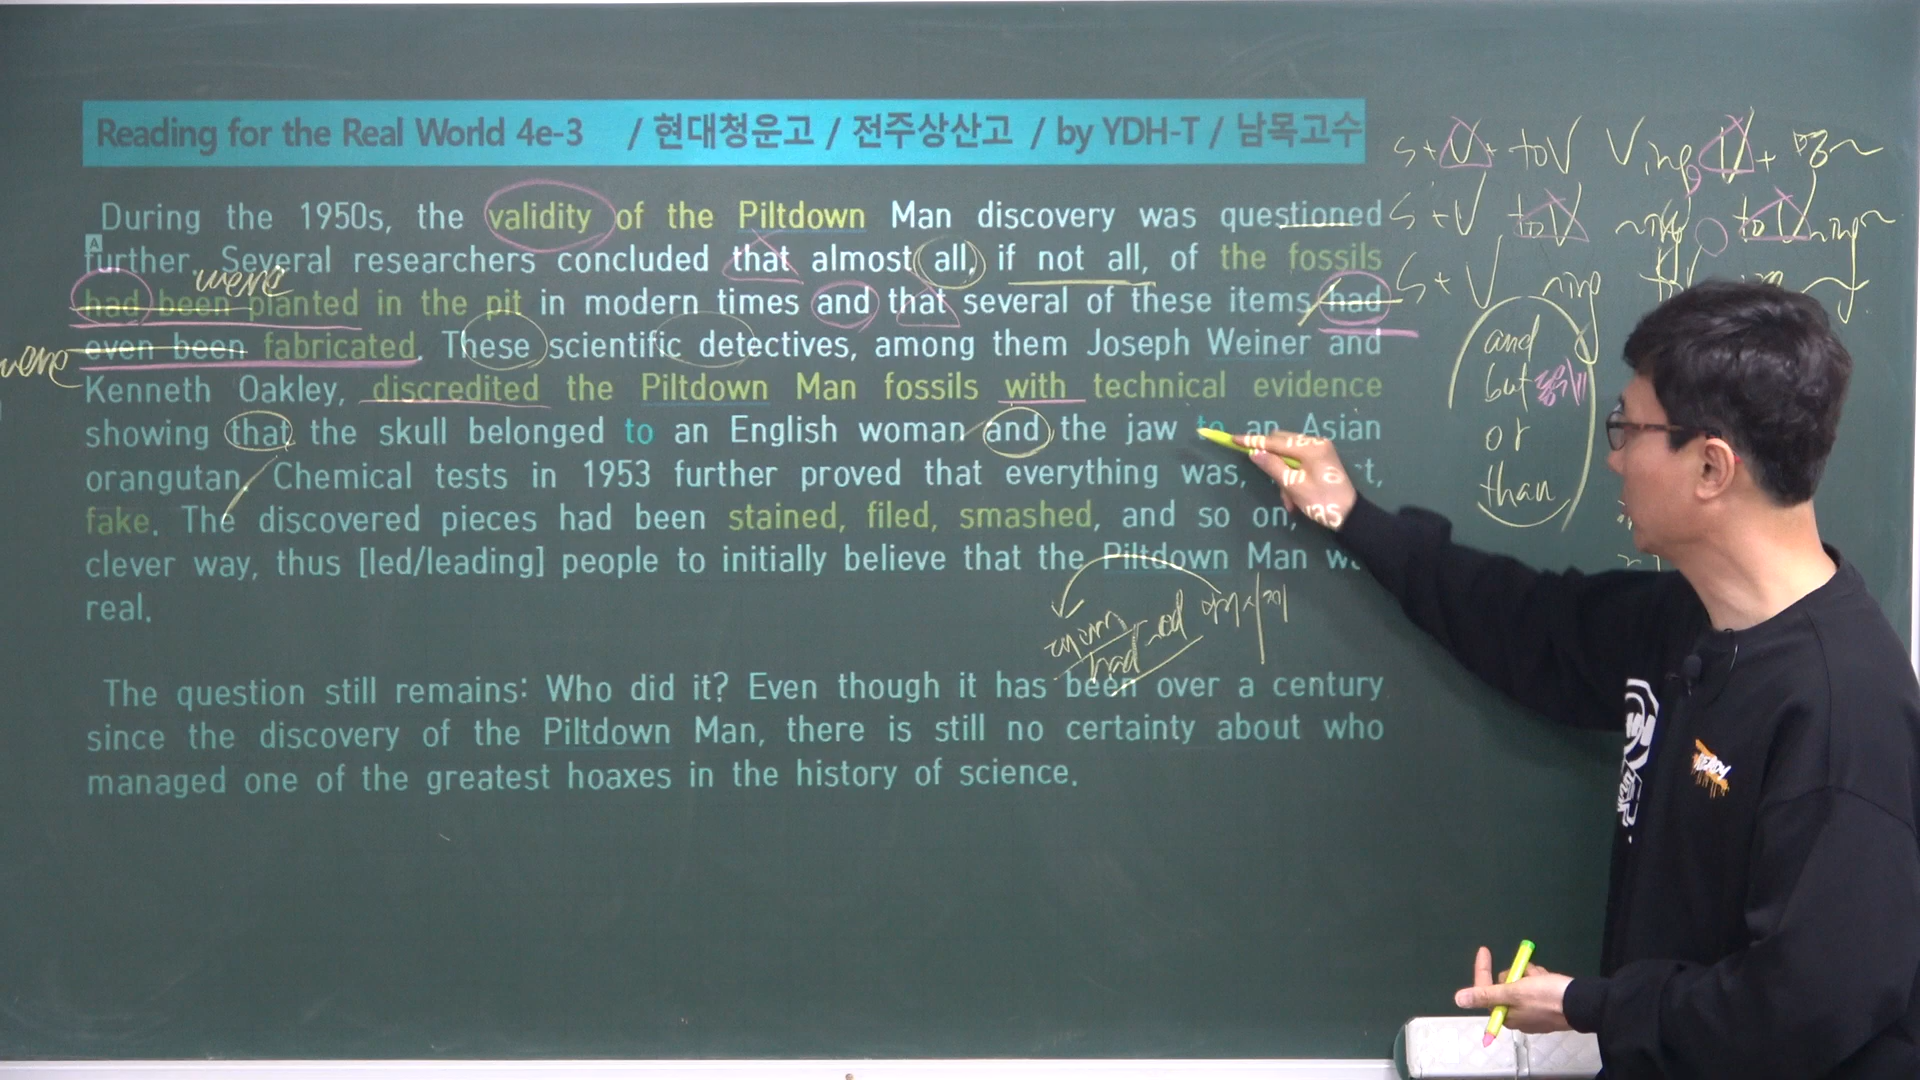 Reading for the Real World 4e-3 / 현대청운고 / 전주상산고 / by YDH-T / 남목고수
During the 1950s, the validity of the Piltdown Man discovery was questioned
A
further. Several researchers concluded that almost all, if not all, of the fossils
were
had been planted in the pit in modern times and that several of these items had
were even been fabricated. These scientific detectives, among them Joseph Weiner and
Kenneth Oakley, discredited the Piltdown Man fossils with technical evidence
showing that the skull belonged to an English woman and the jaw to an Asian
orangutan. Chemical tests in 1953 further proved that everything was,
fake. The discovered pieces had been stained, filed, smashed, and so on,
clever way, thus [led/leading] people to initially believe that the Piltdown Man
real.
had -ed
The question still remains: Who did it? Even though it has been over a century
since the discovery of the Piltdown Man, there is still no certainty about who
managed one of the greatest hoaxes in the history of science.
S+V+ toV Ving V+
S+V toV toV
S+V
and
but
or
than